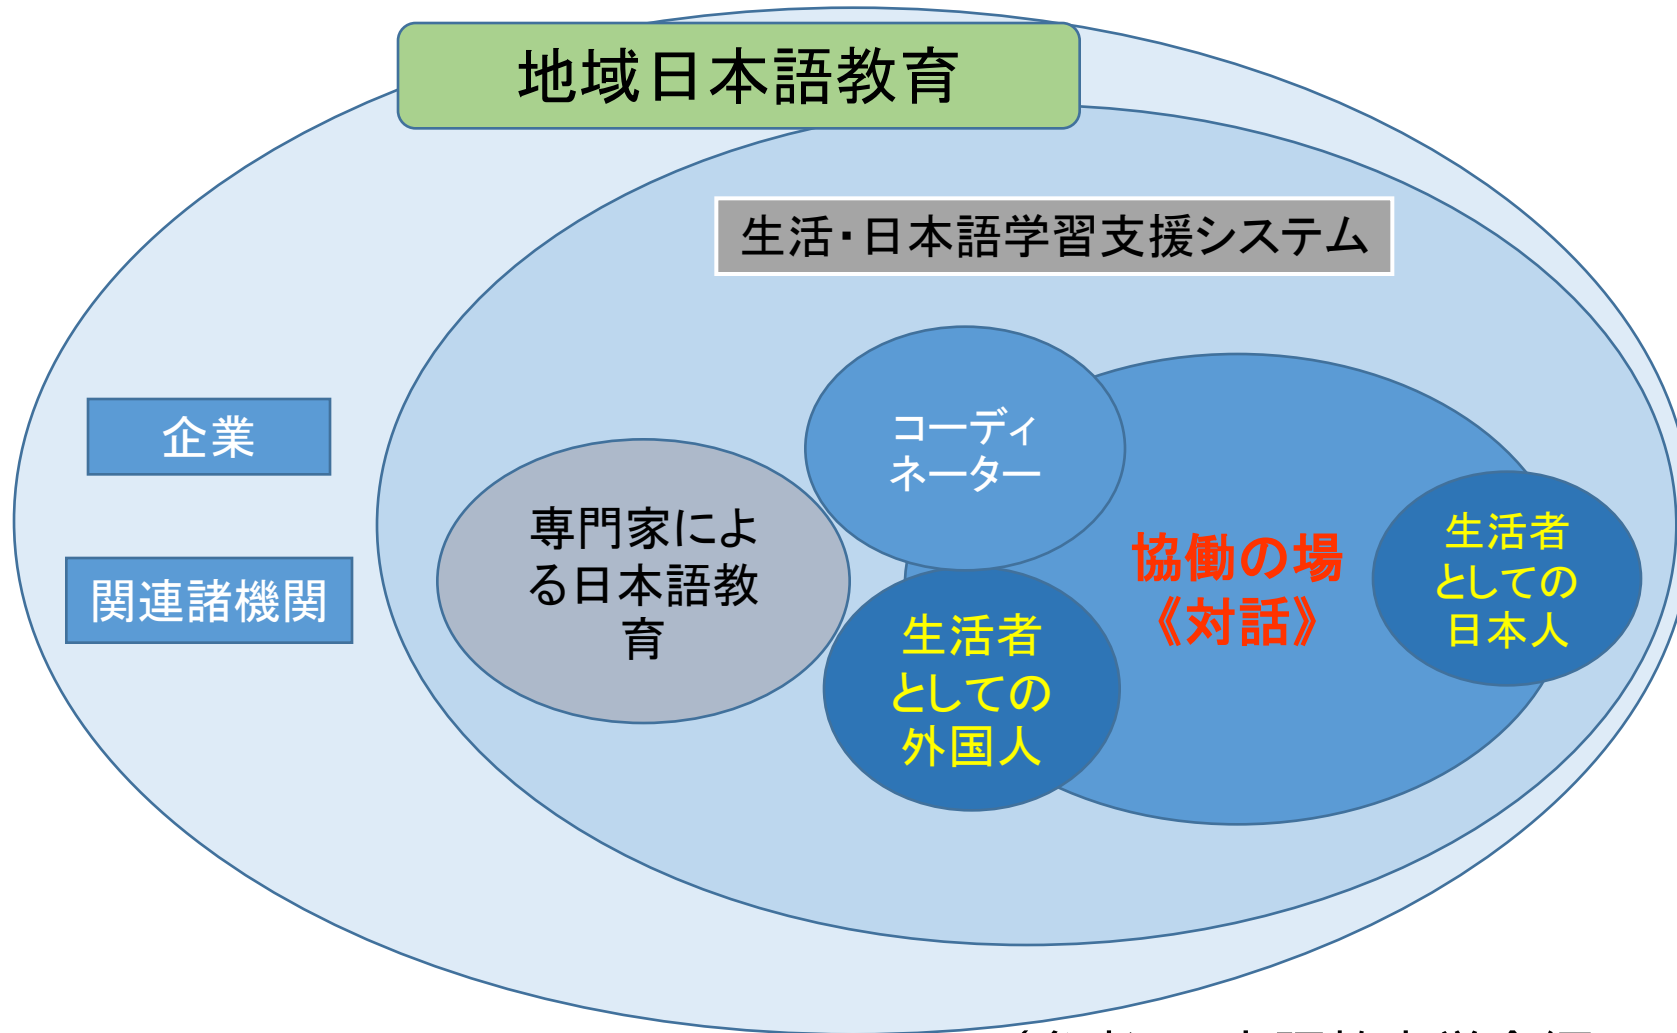 地域日本語教育
生活・日本語学習支援システム
企業
関連諸機関
専門家によ
る日本語教
育
コーディ
ネーター
生活者
としての
外国人
協働の場
《対話》
生活者
としての
日本人